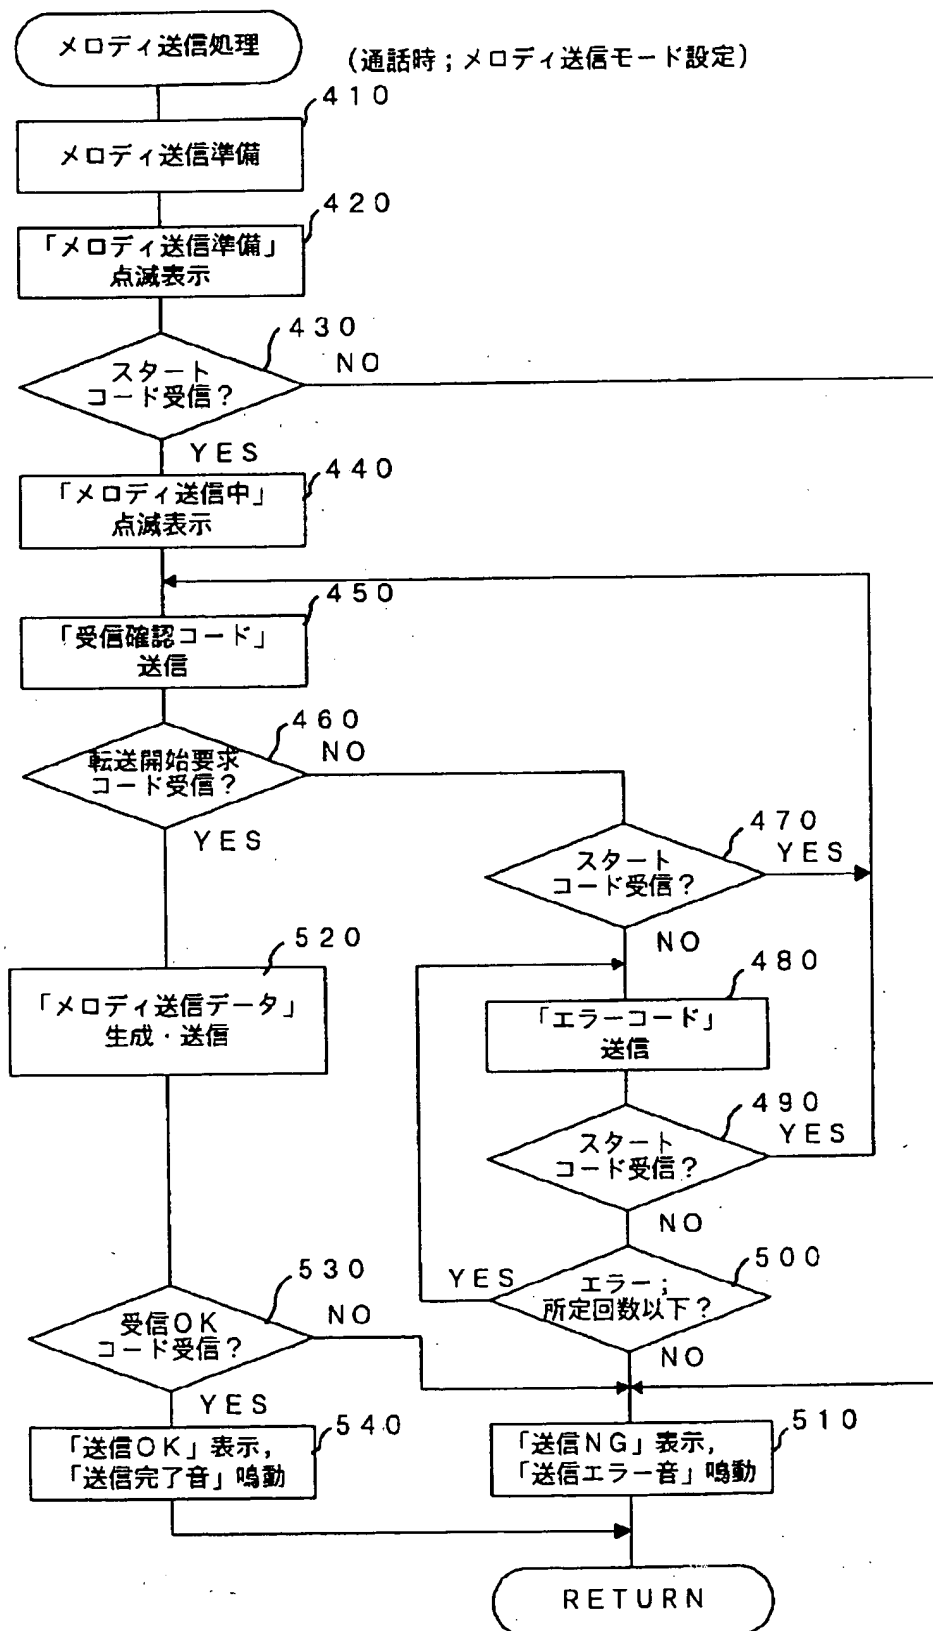 メロディ送信処理
(通話時；メロディ送信モード設定)
410
メロディ送信準備
420
「メロディ送信準備」
点滅表示
430
スタート
コード受信？
NO
YES
440
「メロディ送信中」
点滅表示
450
「受信確認コード」
送信
460
転送開始要求
コード受信？
NO
YES
470
スタート
コード受信？
YES
NO
520
「メロディ送信データ」
生成・送信
480
「エラーコード」
送信
490
スタート
コード受信？
YES
NO
500
エラー；
所定回数以下？
YES
NO
530
受信OK
コード受信？
NO
YES
540
「送信OK」表示，
「送信完了音」鳴動
510
「送信NG」表示，
「送信エラー音」鳴動
RETURN